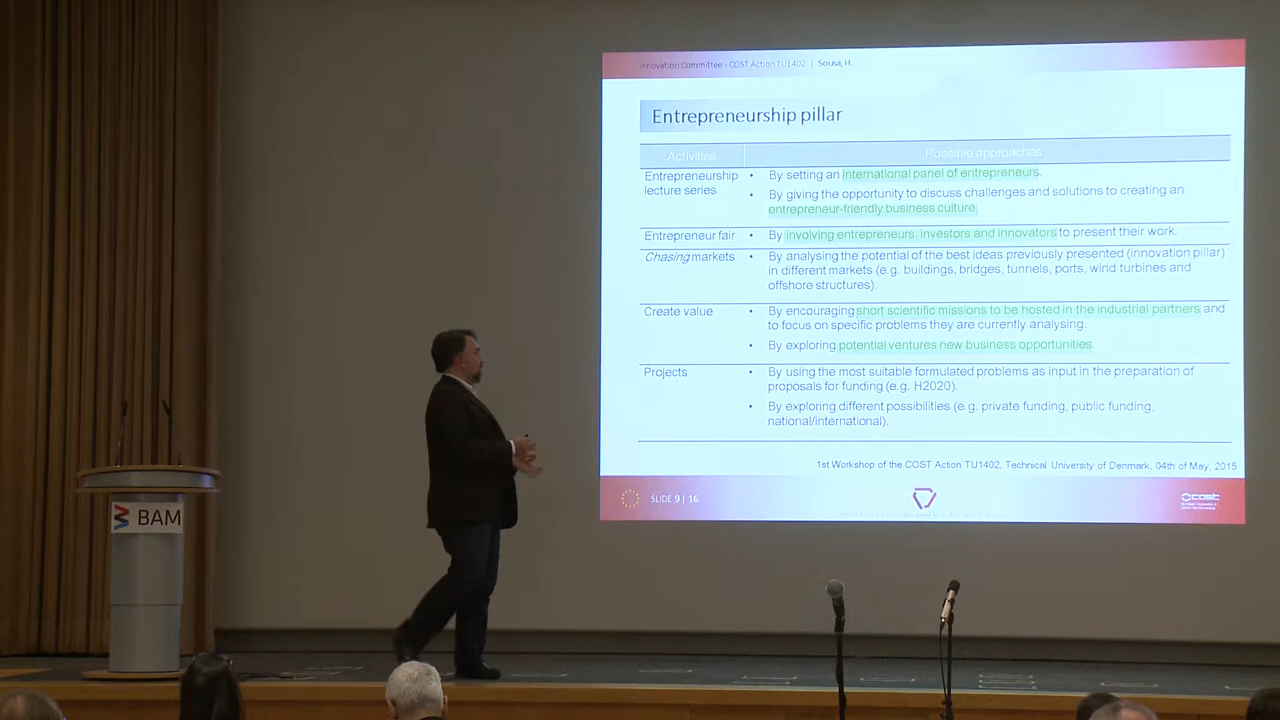 Innovation Committee - COST Action TU1402 | Sousa, H.
Entrepreneurship pillar
Activities
Possible approaches
Entrepreneurship
lecture series
• By setting an international panel of entrepreneurs.
• By giving the opportunity to discuss challenges and solutions to creating an
entrepreneur-friendly business culture.
Entrepreneur fair
• By involving entrepreneurs, investors and innovators to present their work.
Chasing markets
• By analysing the potential of the best ideas previously presented (innovation pillar)
in different markets (e.g. buildings, bridges, tunnels, ports, wind turbines and
offshore structures).
Create value
• By encouraging short scientific missions to be hosted in the industrial partners and
to focus on specific problems they are currently analysing.
• By exploring potential ventures new business opportunities.
Projects
• By using the most suitable formulated problems as input in the preparation of
proposals for funding (e.g. H2020).
• By exploring different possibilities (e.g. private funding, public funding,
national/international).
1st Workshop of the COST Action TU1402, Technical University of Denmark, 04th of May, 2015
SLIDE 9 | 16
cost
BAM